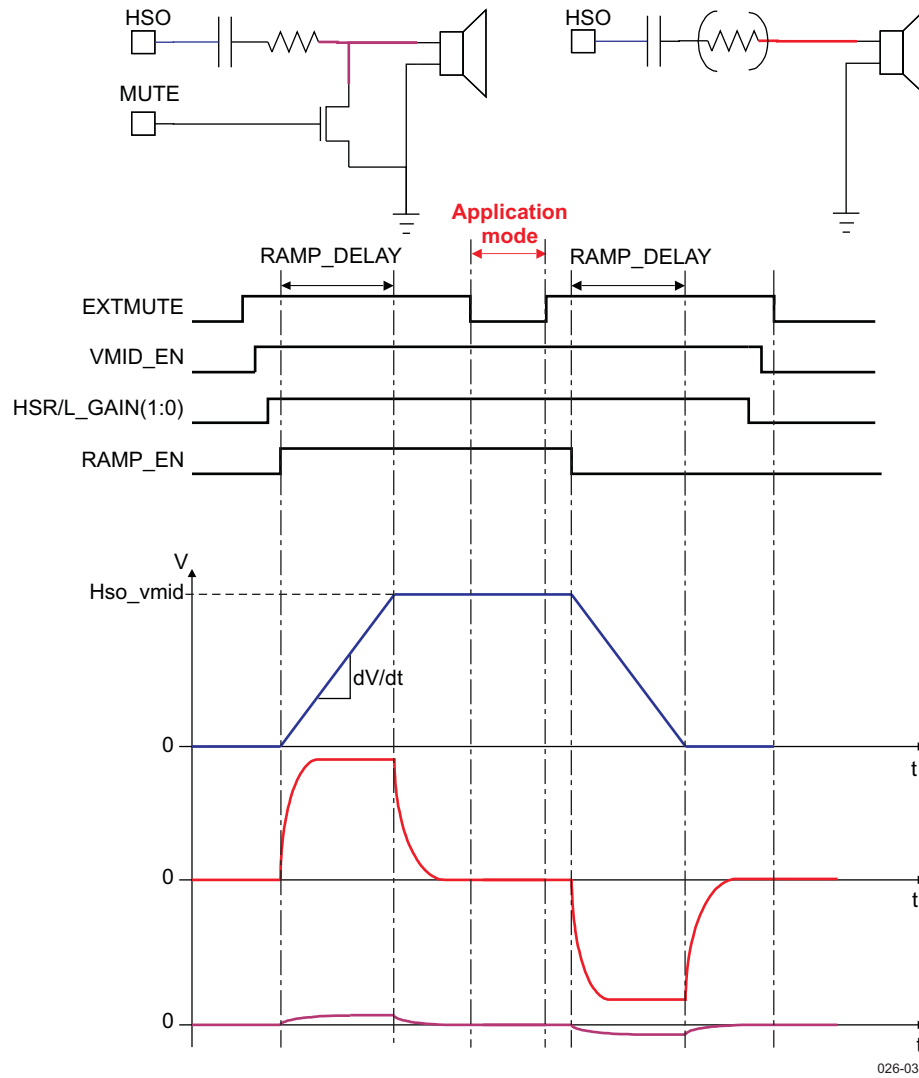 HSO
HSO
MUTE
Application
mode
RAMP_DELAY
RAMP_DELAY
EXTMUTE
VMID_EN
HSR/L_GAIN(1:0)
RAMP_EN
V
Hso_vmid
dV/dt
0
t
0
t
0
t
026-03